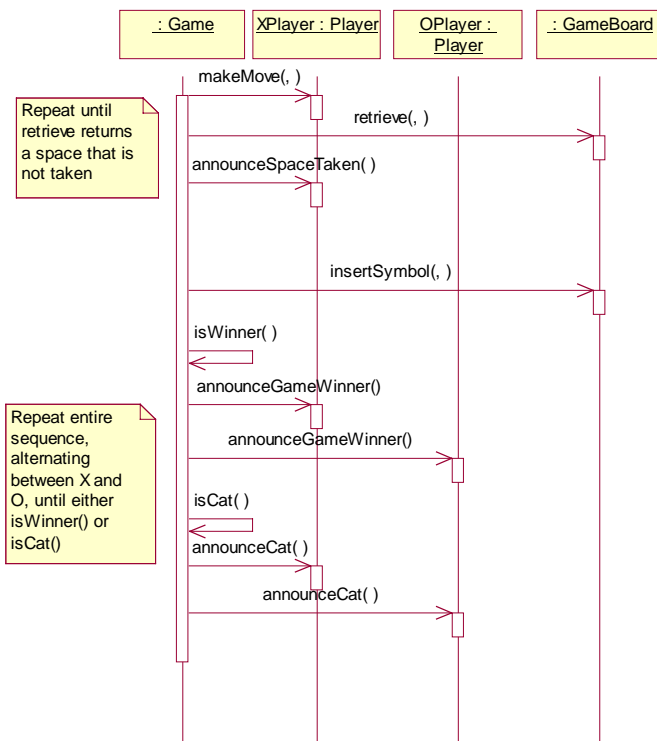 : Game
XPlayer : Player
OPlayer :
Player
: GameBoard
makeMove(, )
Repeat until
retrieve returns
a space that is
not taken
retrieve(, )
announceSpaceTaken( )
insertSymbol(, )
isWinner( )
announceGameWinner()
Repeat entire
sequence,
alternating
between X and
O, until either
isWinner() or
isCat()
announceGameWinner()
isCat( )
announceCat( )
announceCat( )